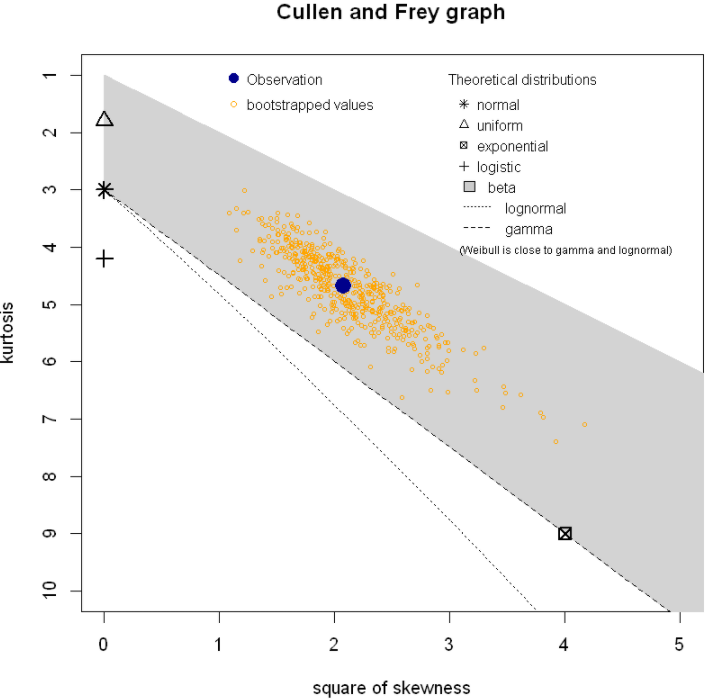 Cullen and Frey graph
Observation
bootstrapped values
Theoretical distributions
normal
uniform
exponential
logistic
beta
lognormal
gamma
(Weibull is close to gamma and lognormal)
kurtosis
1
2
3
4
5
6
7
8
9
10
0 1 2 3 4 5
square of skewness